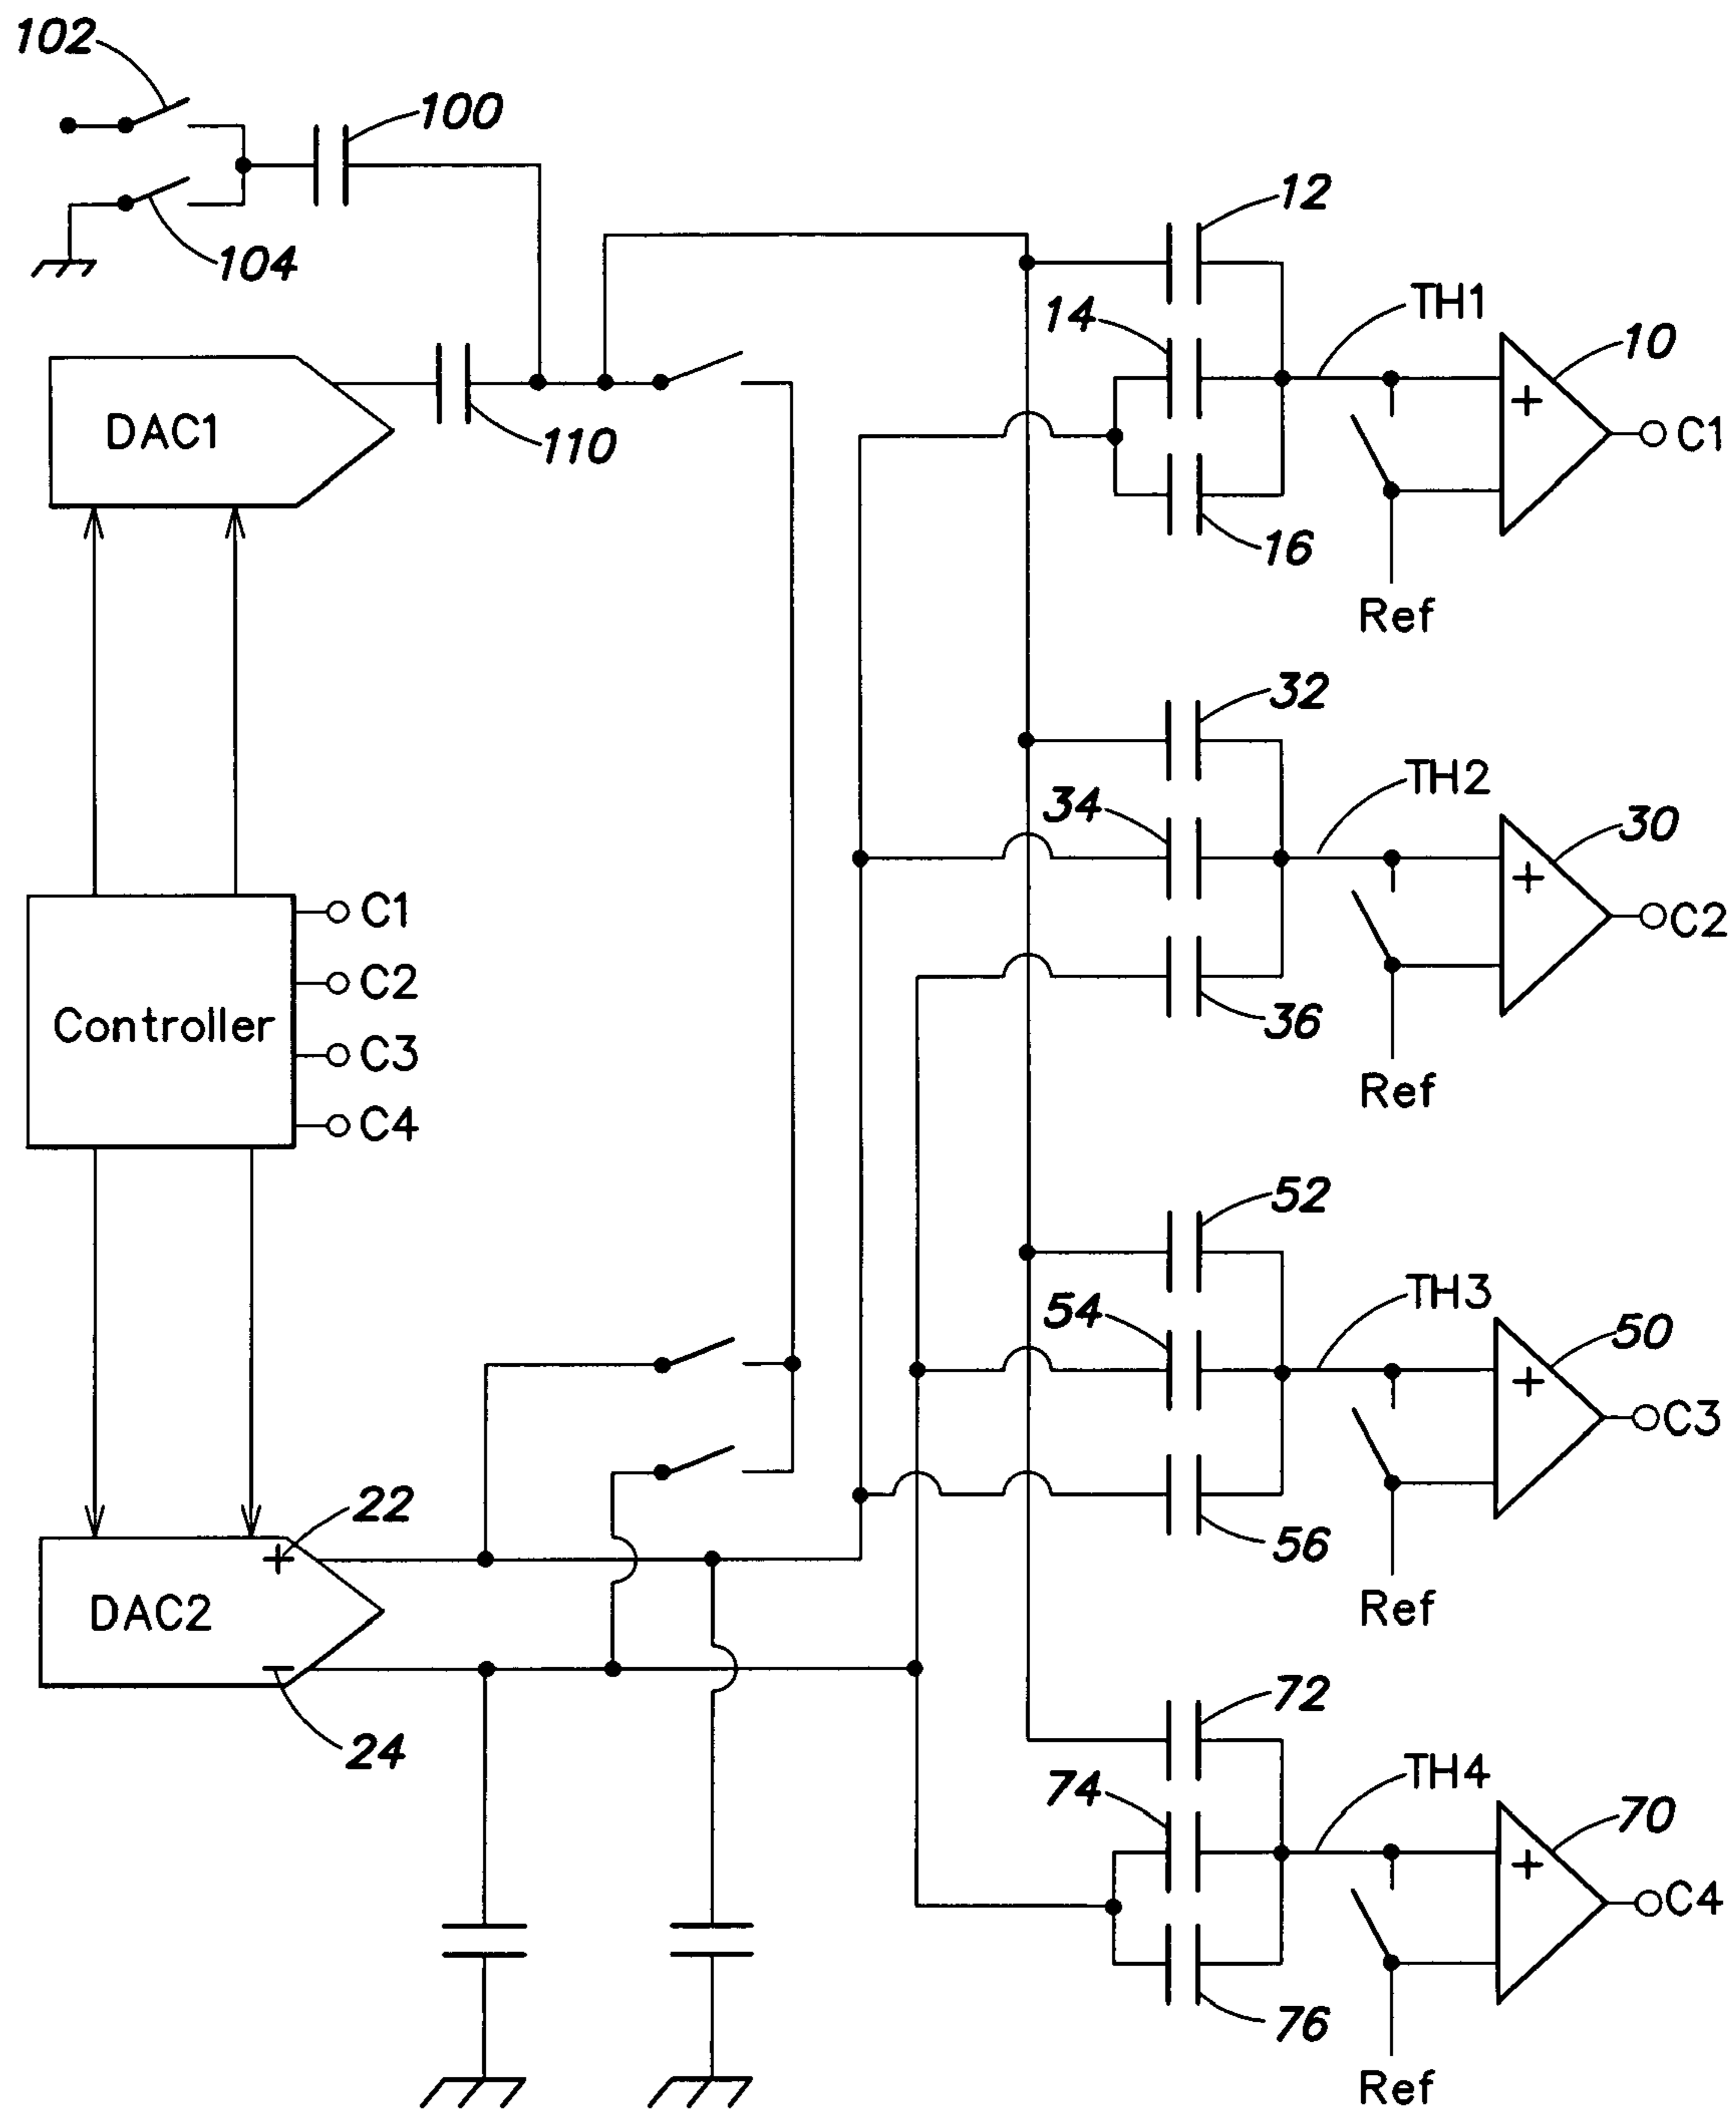 102
100
104
12
14
TH1
10
DAC1
110
+
C1
16
Ref
32
34
TH2
30
+
C1
C2
C2
Controller
36
C3
Ref
C4
52
54
TH3
50
+
C3
22
+
56
DAC2
Ref
−
24
72
74
TH4
70
+
C4
76
Ref